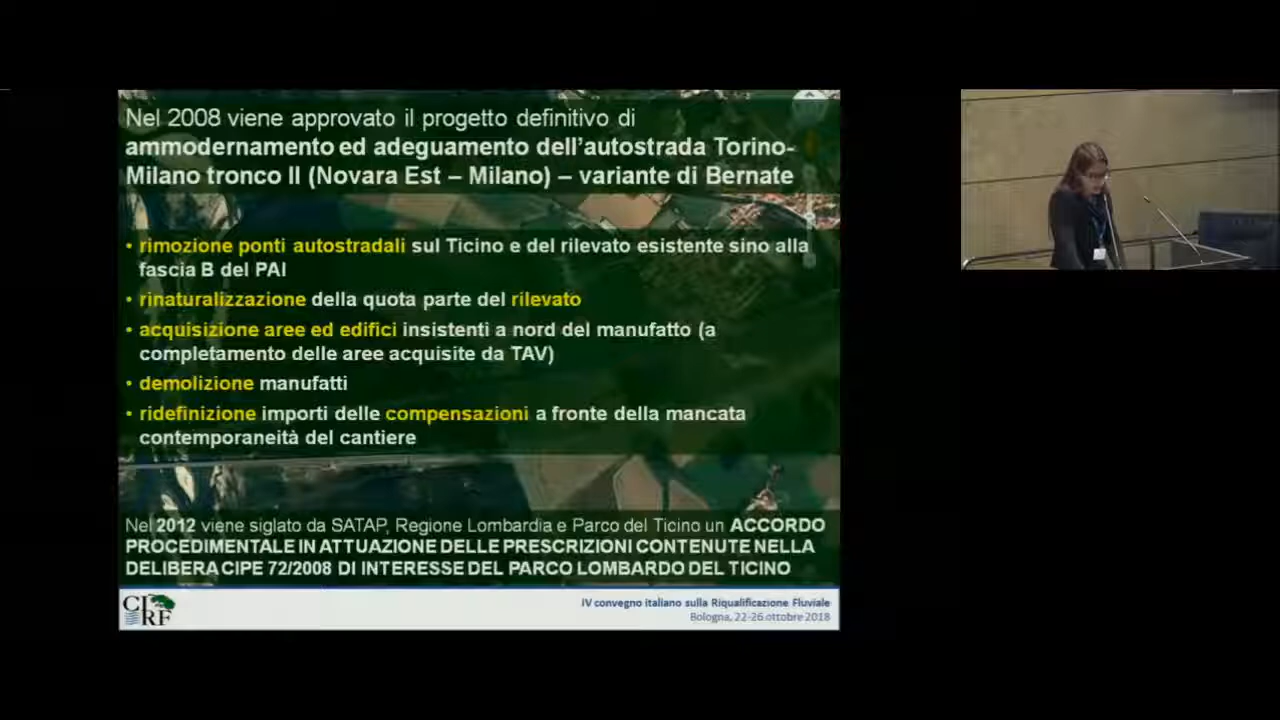 Nel 2008 viene approvato il progetto definitivo di
ammodernamento ed adeguamento dell'autostrada Torino-
Milano tronco II (Novara Est – Milano) – variante di Bernate
• rimozione ponti autostradali sul Ticino e del rilevato esistente sino alla
fascia B del PAI
• rinaturalizzazione della quota parte del rilevato
• acquisizione aree ed edifici insistenti a nord del manufatto (a
completamento delle aree acquisite da TAV)
• demolizione manufatti
• ridefinizione importi delle compensazioni a fronte della mancata
contemporaneità del cantiere
Nel 2012 viene siglato da SATAP, Regione Lombardia e Parco del Ticino un ACCORDO
PROCEDIMENTALE IN ATTUAZIONE DELLE PRESCRIZIONI CONTENUTE NELLA
DELIBERA CIPE 72/2008 DI INTERESSE DEL PARCO LOMBARDO DEL TICINO
CIRF
IV convegno italiano sulla Riqualificazione Fluviale
Bologna, 22-26 ottobre 2018